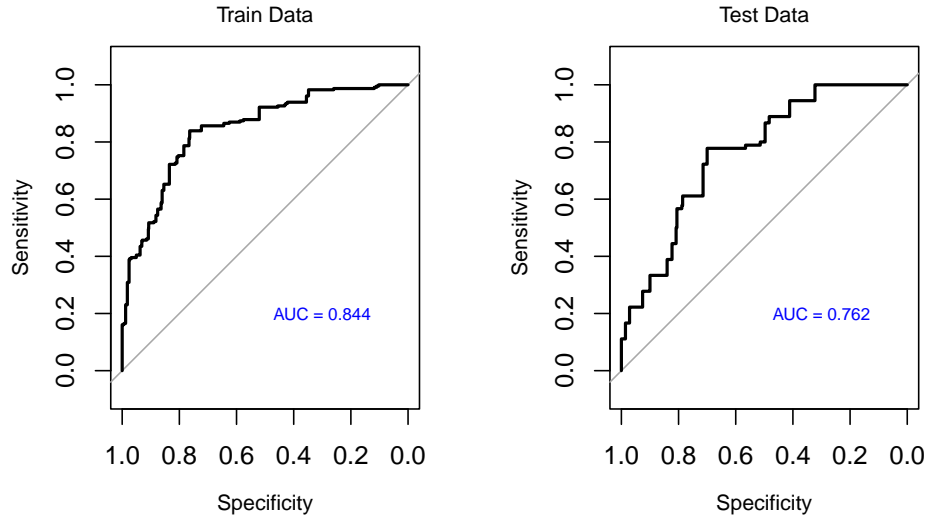 Train Data
Sensitivity
0.0 0.2 0.4 0.6 0.8 1.0
AUC = 0.844
1.0 0.8 0.6 0.4 0.2 0.0
Specificity
Test Data
Sensitivity
0.0 0.2 0.4 0.6 0.8 1.0
AUC = 0.762
1.0 0.8 0.6 0.4 0.2 0.0
Specificity